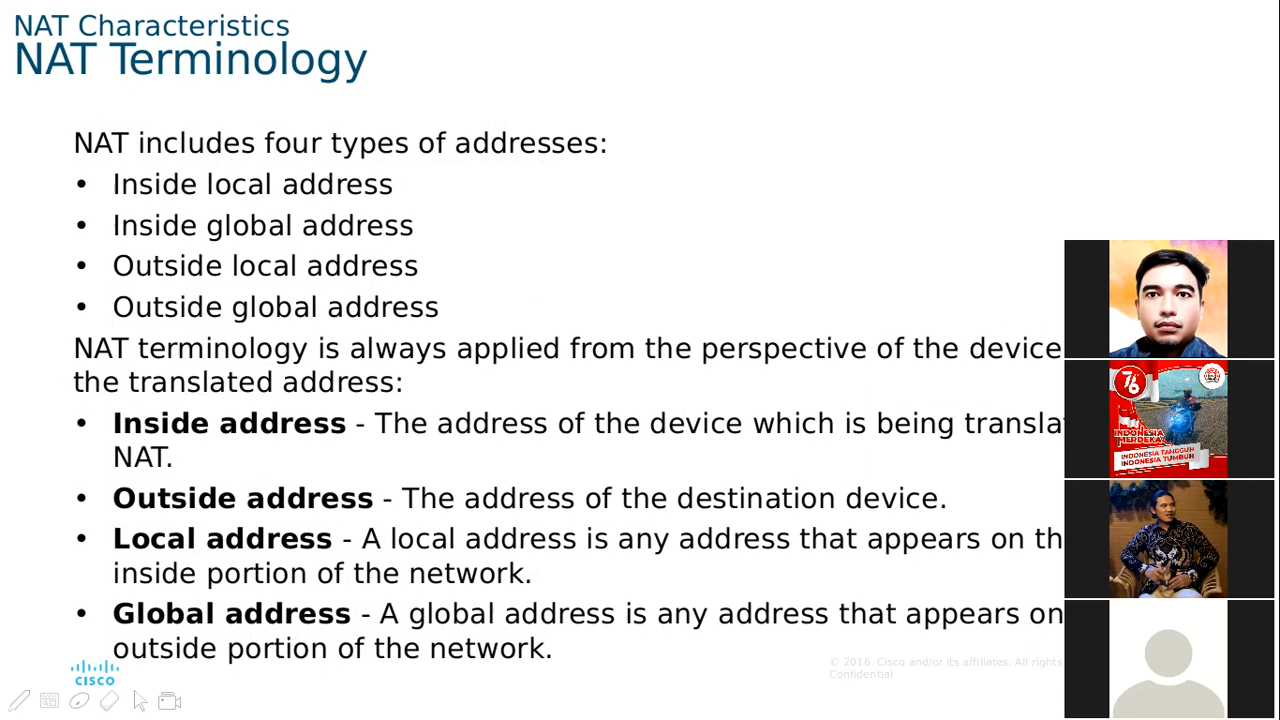 NAT Characteristics
NAT Terminology
NAT includes four types of addresses:
• Inside local address
• Inside global address
• Outside local address
• Outside global address
NAT terminology is always applied from the perspective of the device
the translated address:
• Inside address - The address of the device which is being transla
NAT.
• Outside address - The address of the destination device.
• Local address - A local address is any address that appears on th
inside portion of the network.
• Global address - A global address is any address that appears on
outside portion of the network.
CISCO
© 2016 Cisco and/or its affiliates. All rights
Confidential
76
INDONESIA
MERDEKA
INDONESIA TANGGUH
INDONESIA TUMBUH